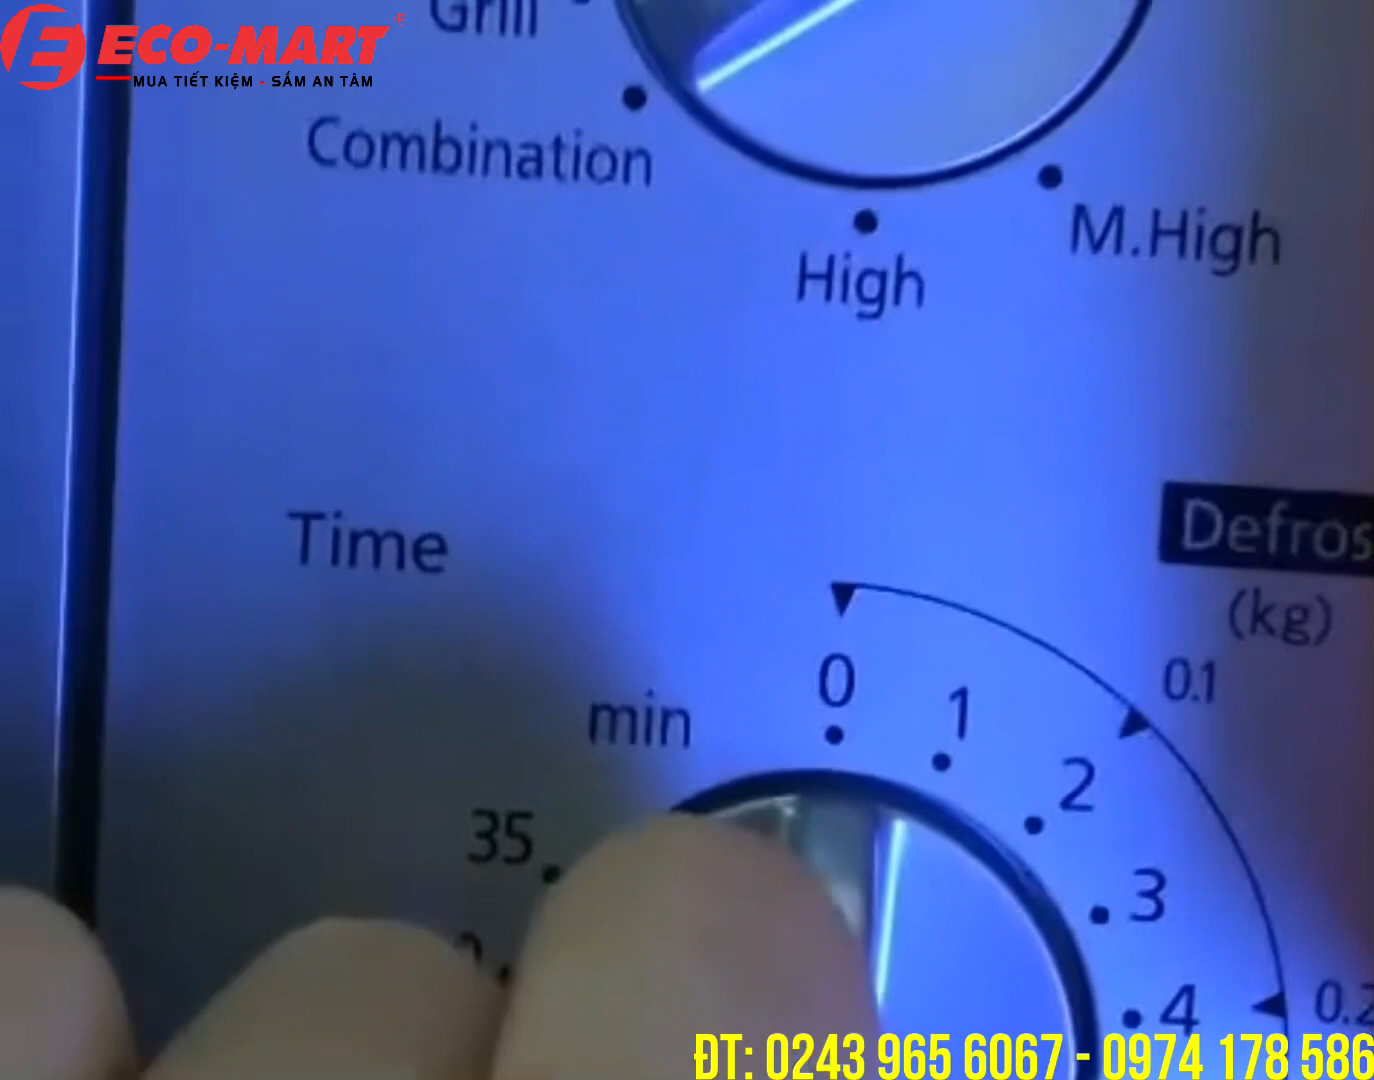 ECO-MART
MUA TIẾT KIỆM - SẮM AN TÂM
Grill
Combination
High
M.High
Time
Defros
(kg)
min
0
1
0.1
2
35
3
4
0.2
ĐT: 0243 965 6067 - 0974 178 586